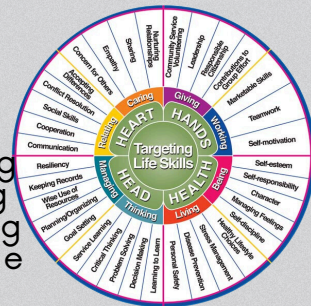 Nurturing Relationships
Sharing
Empathy
Concern for Others
Accepting Differences
Conflict Resolution
Social Skills
Cooperation
Communication
Community Service Volunteering
Leadership
Responsible Citizenship
Contributions to Group Effort
Marketable Skills
Teamwork
Self-motivation
Self-esteem
Self-responsibility
Character
Managing Feelings
Self-discipline
Healthy Lifestyle Choices
Stress Management
Disease Prevention
Personal Safety
Learning to Learn
Decision Making
Problem Solving
Critical Thinking
Service Learning
Goal Setting
Planning/Organizing
Wise Use of Resources
Keeping Records
Resiliency
Caring
Giving
Working
Being
Living
Thinking
Managing
Relating
HEART
HANDS
HEALTH
HEAD
Targeting
Life Skills
g
g
g
e